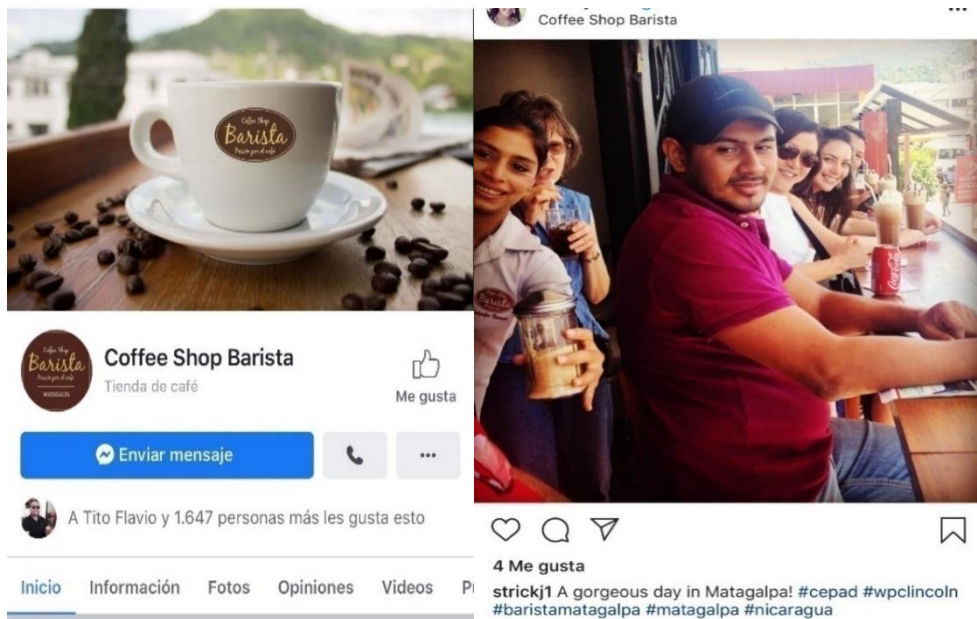 Coffee Shop
Barista
Pasión por el café
Coffee Shop
Barista
Pasión por el café
MATAGALPA
Coffee Shop Barista
Tienda de café
Me gusta
Enviar mensaje
A Tito Flavio y 1.647 personas más les gusta esto
Inicio Información Fotos Opiniones Videos
Coffee Shop Barista
Barista
Coca-Cola
4 Me gusta
strickj1 A gorgeous day in Matagalpa! #cepad #wpclincoln
#baristamatagalpa #matagalpa #nicaragua